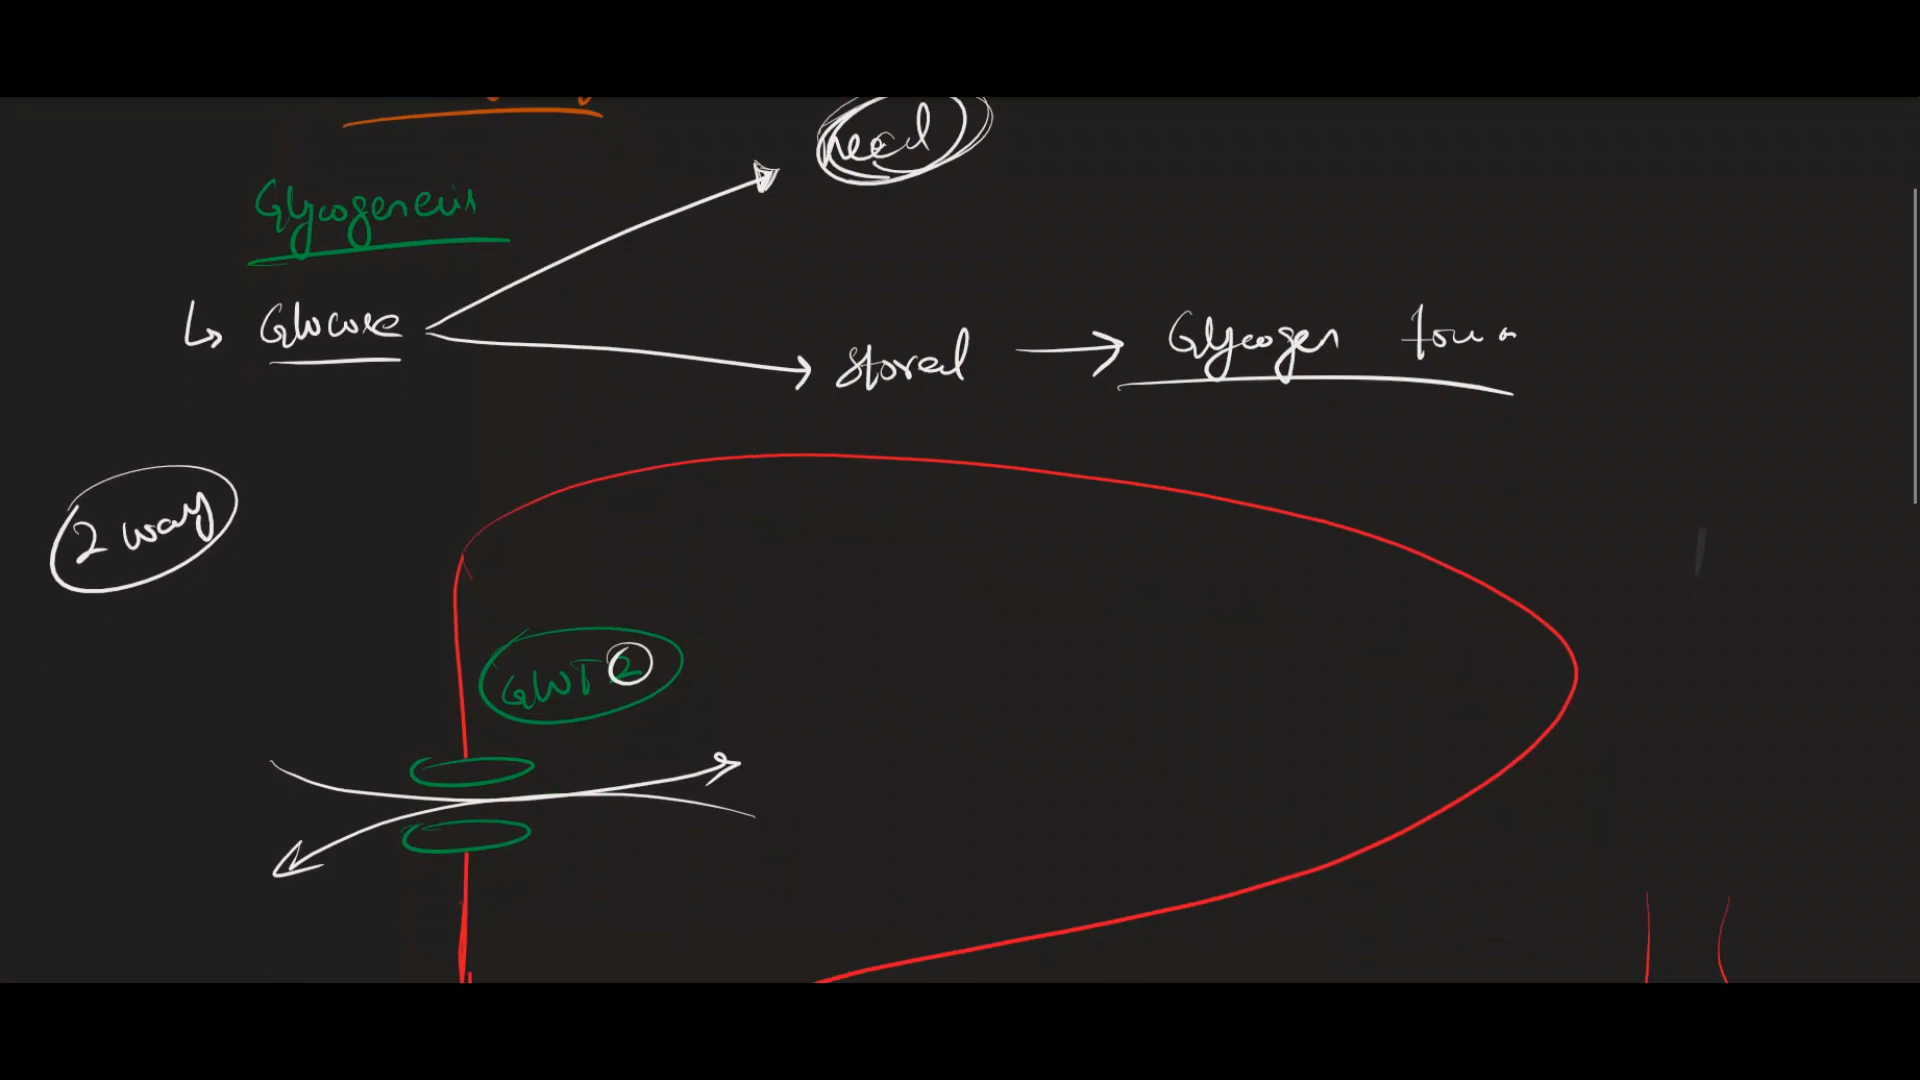 need
Glycogenesis
↳ Glucose
stored → Glycogen form
2 way
GLUT 2